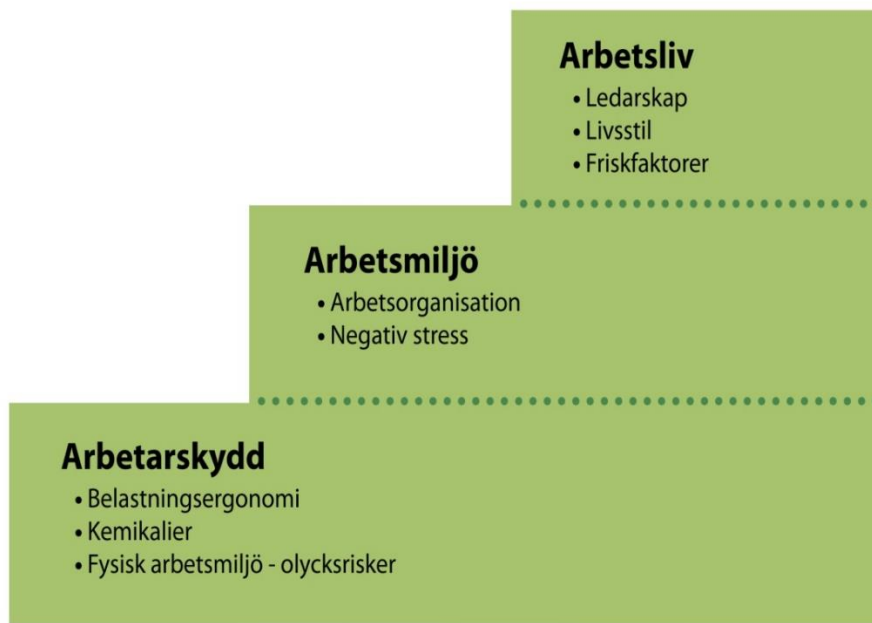 Arbetsliv
• Ledarskap
• Livsstil
• Friskfaktorer
Arbetsmiljö
• Arbetsorganisation
• Negativ stress
Arbetarskydd
• Belastningsergonomi
• Kemikalier
• Fysisk arbetsmiljö - olycksrisker